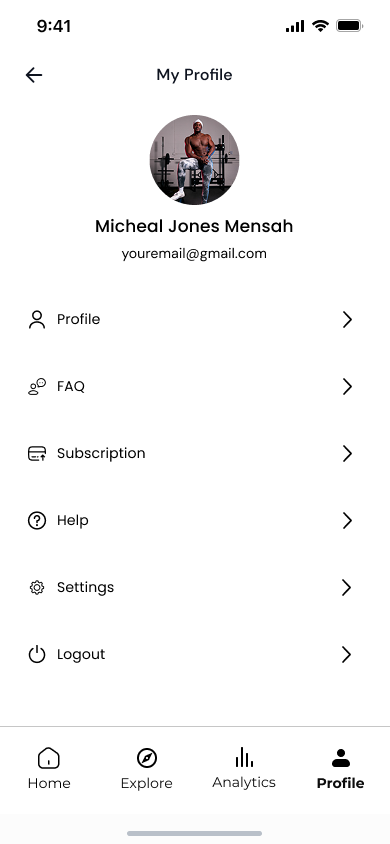 9:41
My Profile
Micheal Jones Mensah
youremail@gmail.com
Profile
FAQ
Subscription
Help
Settings
Logout
Home
Explore
Analytics
Profile